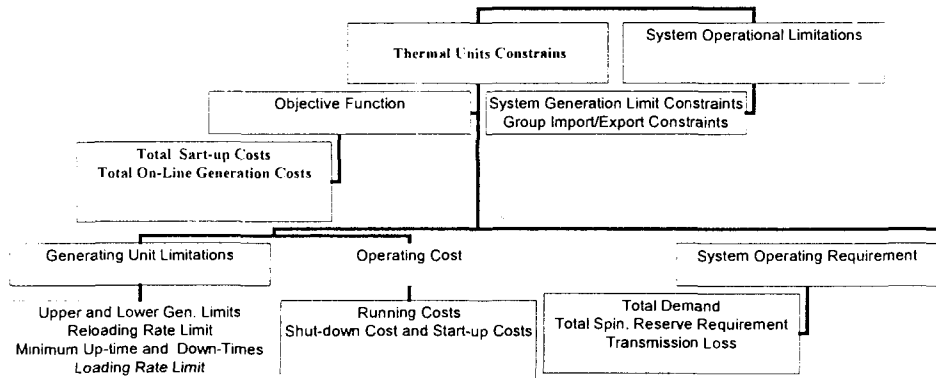 Thermal Units Constrains
System Operational Limitations
Objective Function
System Generation Limit Constraints
Group Import/Export Constraints
Total Sart-up Costs
Total On-Line Generation Costs
Generating Unit Limitations
Operating Cost
System Operating Requirement
Upper and Lower Gen. Limits
Reloading Rate Limit
Minimum Up-time and Down-Times
Loading Rate Limit
Running Costs
Shut-down Cost and Start-up Costs
Total Demand
Total Spin. Reserve Requirement
Transmission Loss